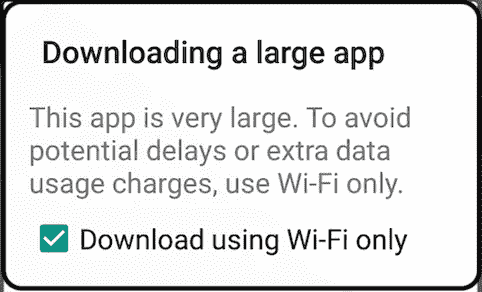 Downloading a large app
This app is very large. To avoid
potential delays or extra data
usage charges, use Wi-Fi only.
Download using Wi-Fi only